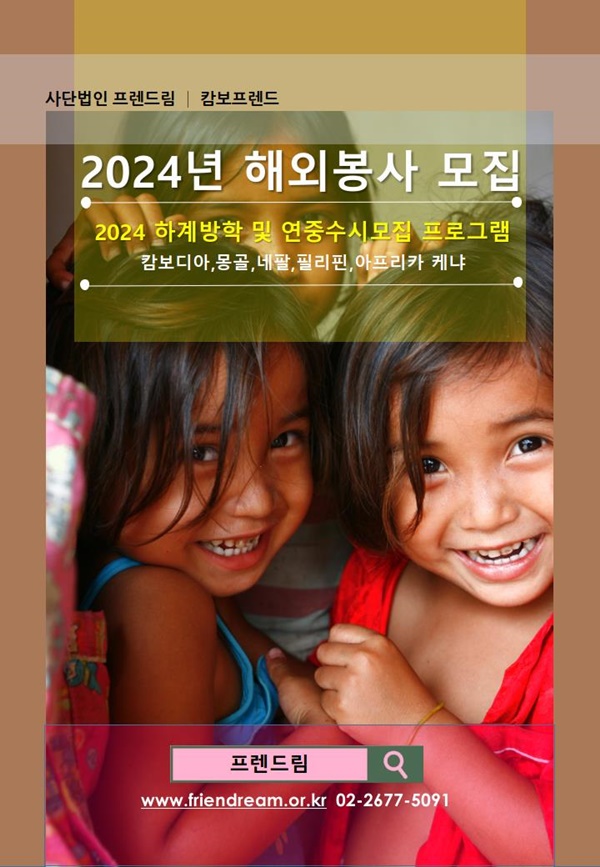 사단법인 프렌드림 | 캄보프렌드
2024년 해외봉사 모집
2024 하계방학 및 연중수시모집 프로그램
캄보디아,몽골,네팔,필리핀,아프리카 케냐
프렌드림
www.friendream.or.kr 02-2677-5091